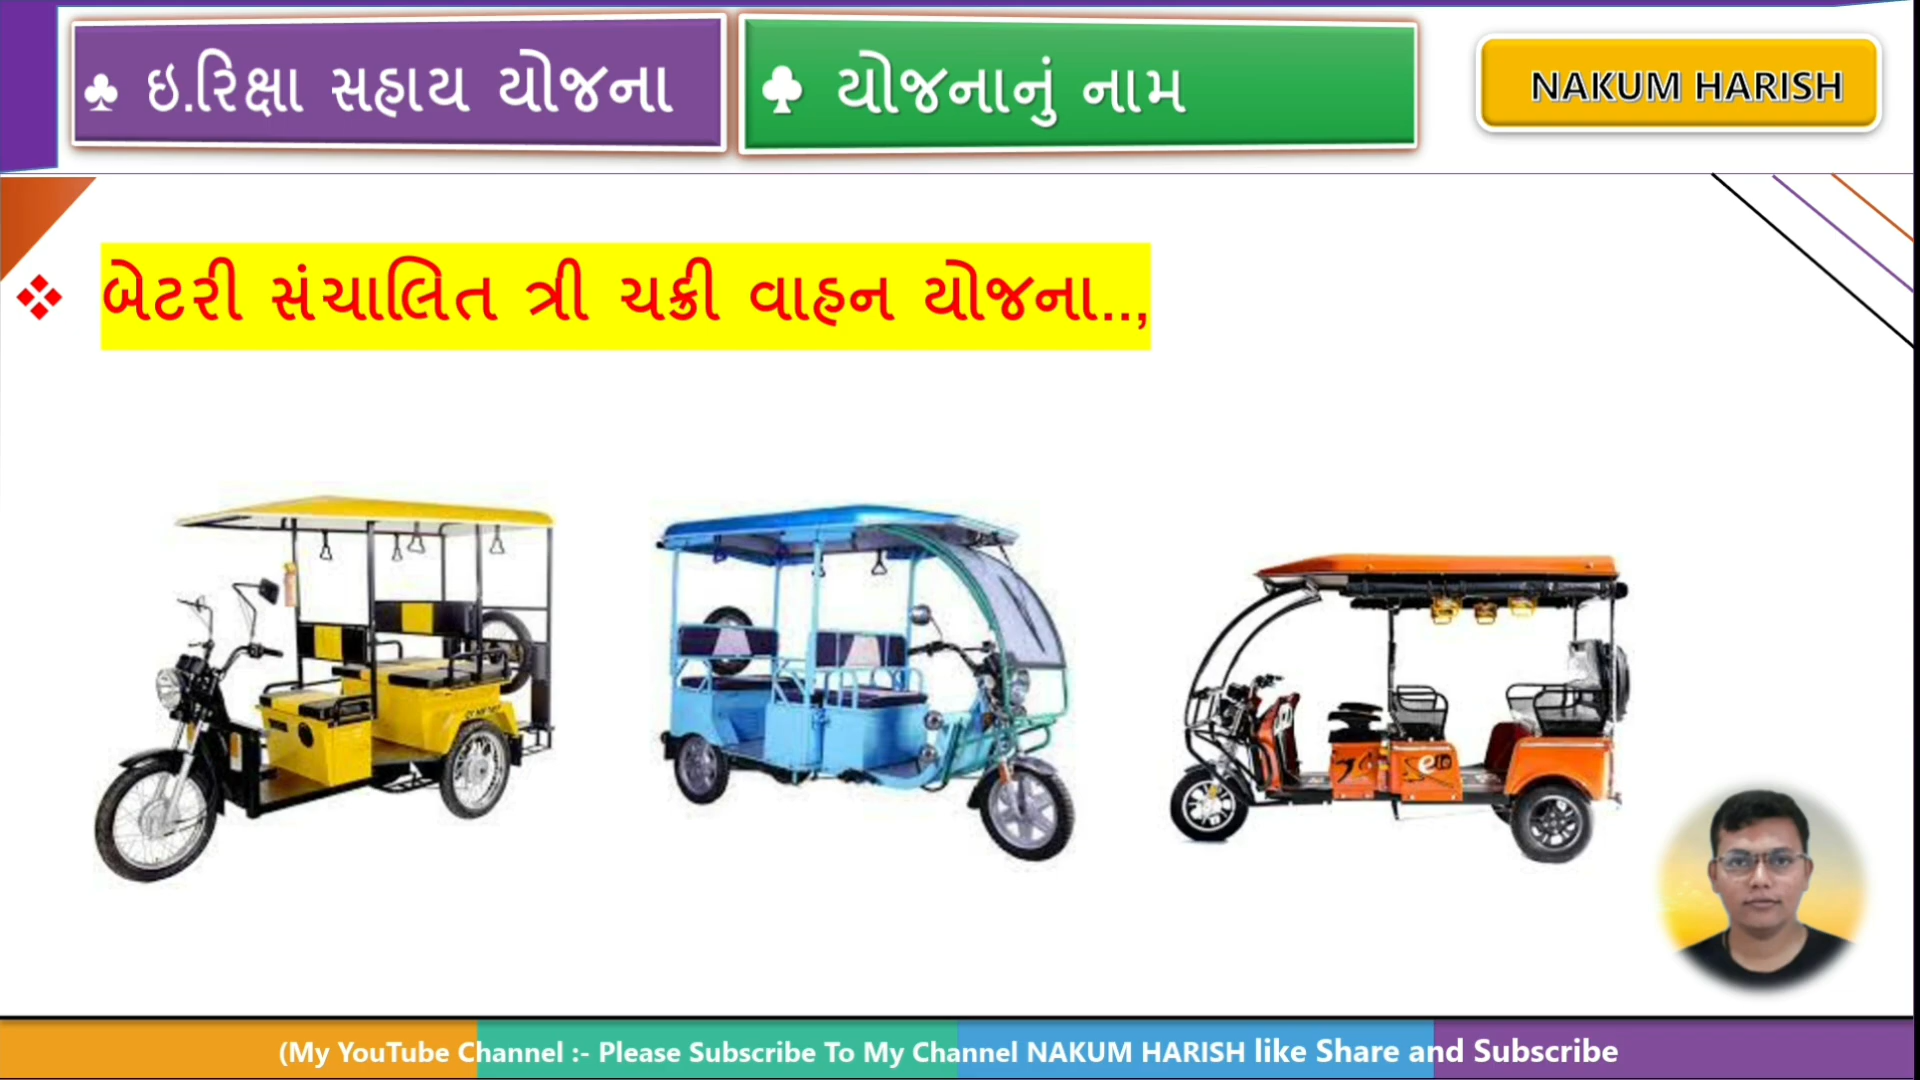 ♣ ઇ.રિક્ષા સહાય યોજના
♣ યોજનાનું નામ
NAKUM HARISH
❖ બેટરી સંચાલિત ત્રી ચક્રી વાહન યોજના..,
(My YouTube Channel :- Please Subscribe To My Channel NAKUM HARISH like Share and Subscribe